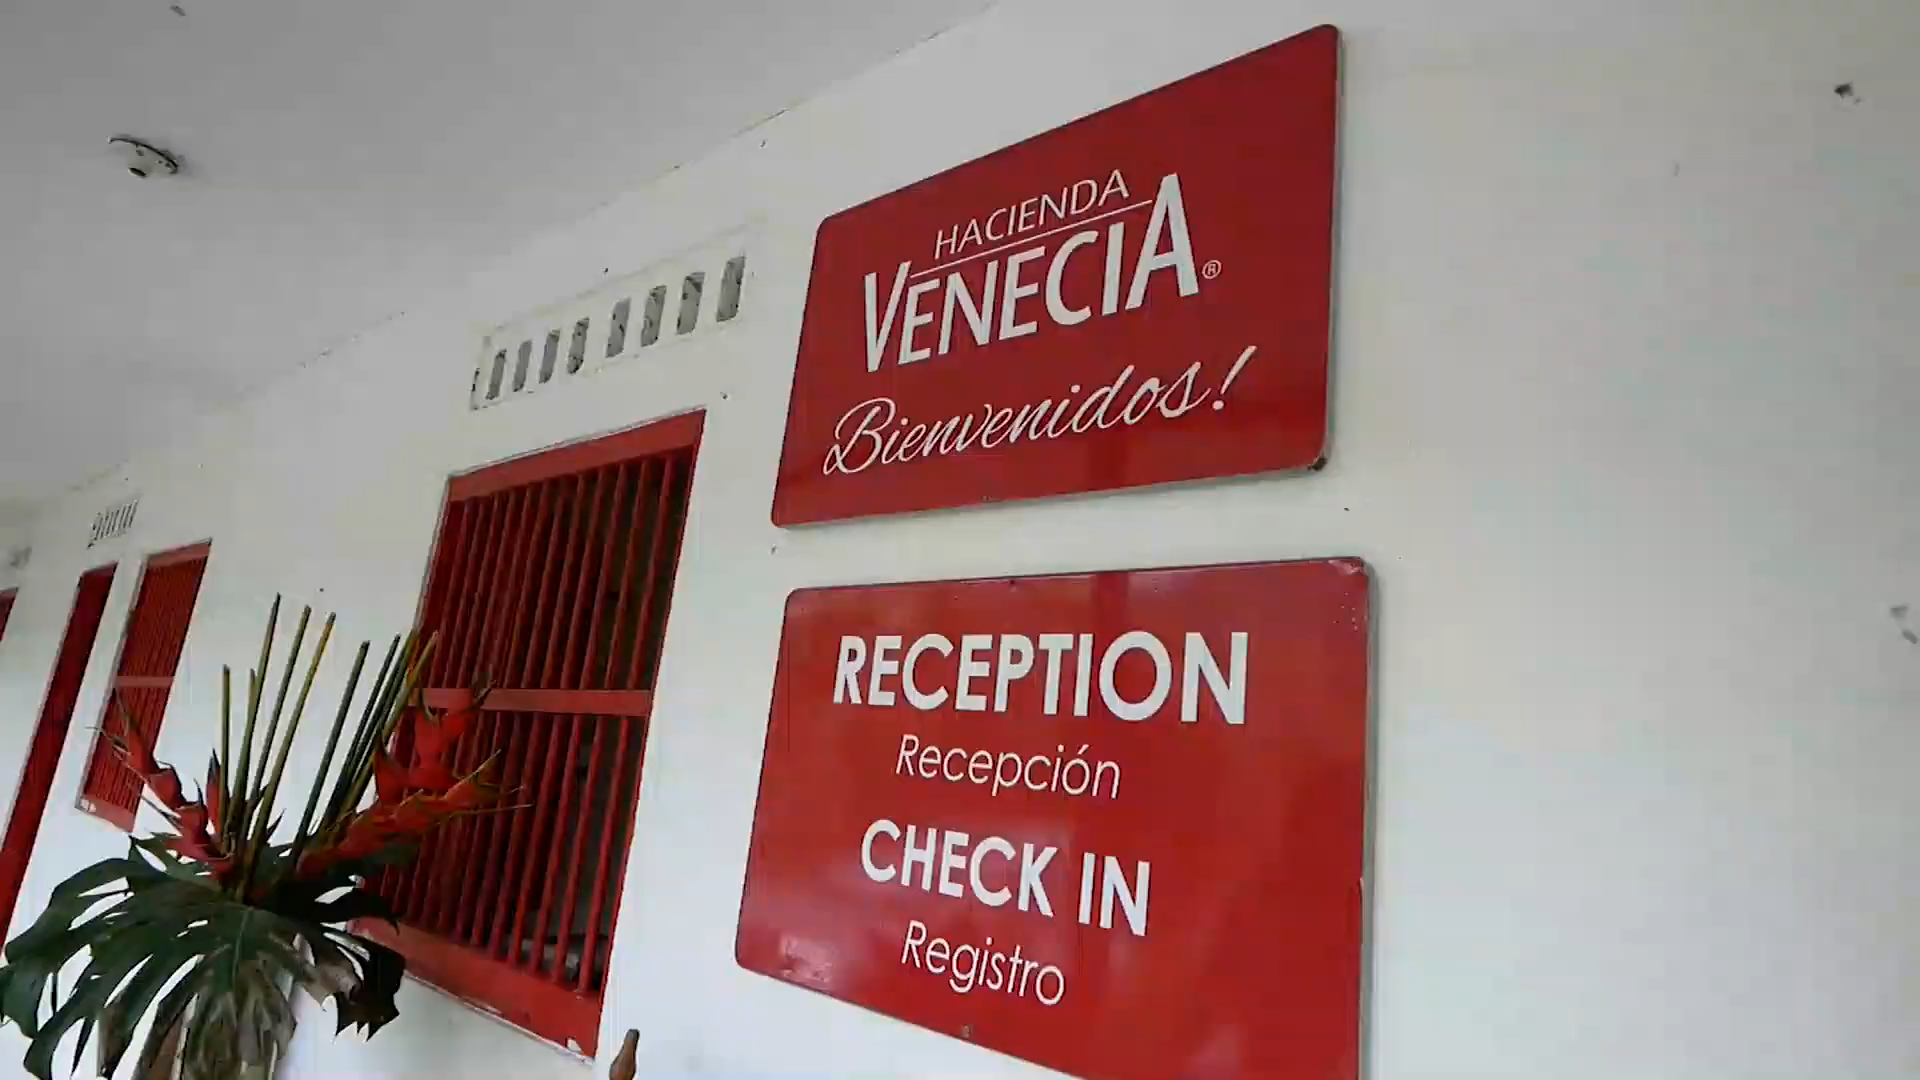 HACIENDA
VENECIA®
Bienvenidos!
RECEPTION
Recepción
CHECK IN
Registro